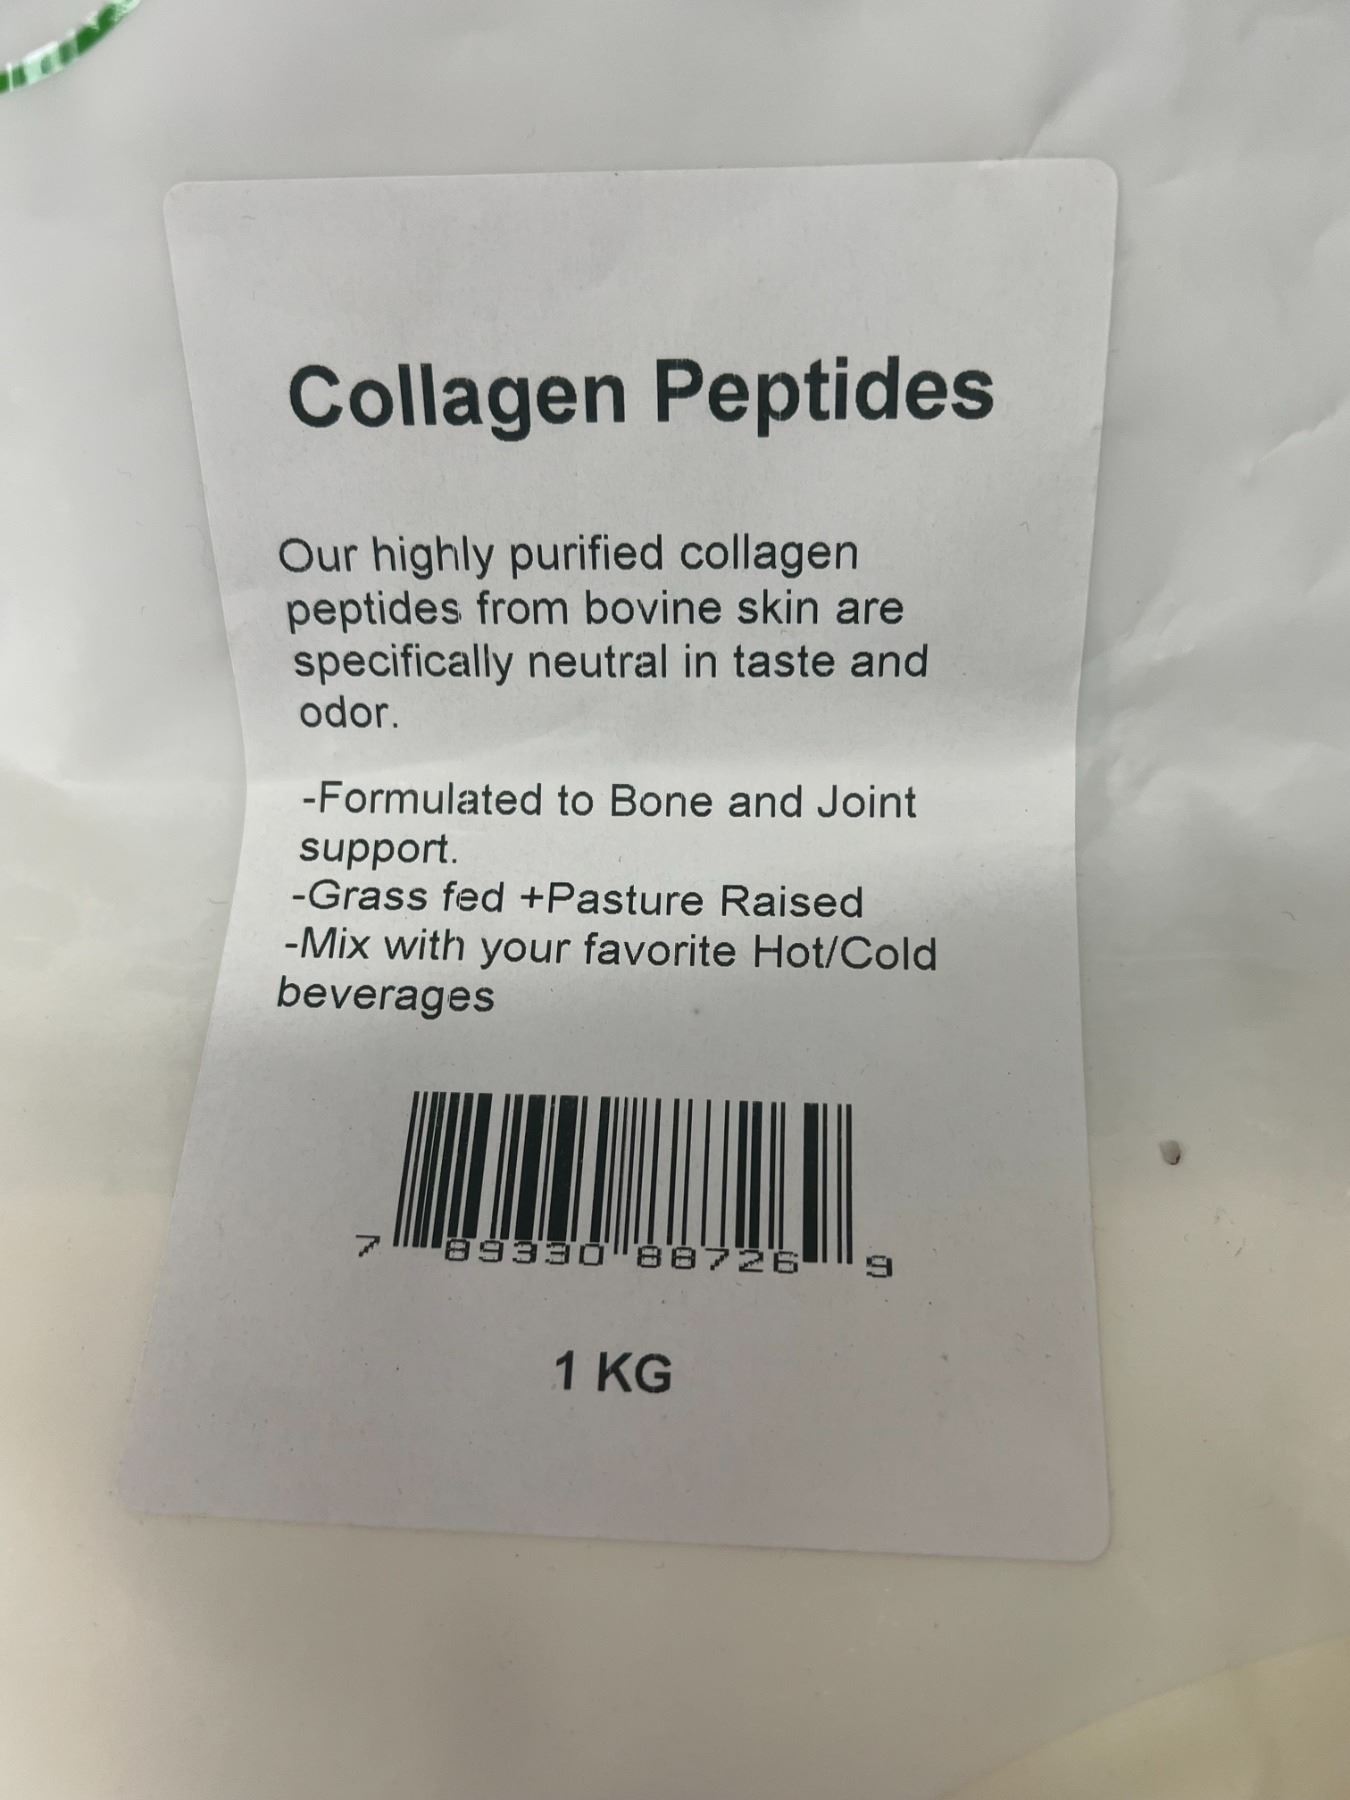 Collagen Peptides
Our highly purified collagen
peptides from bovine skin are
specifically neutral in taste and
odor.
-Formulated to Bone and Joint
support.
-Grass fed +Pasture Raised
-Mix with your favorite Hot/Cold
beverages
7 89330 88726 9
1 KG